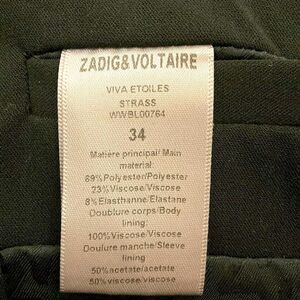 ZADIG&VOLTAIRE
VIVA ETOILES
STRASS
WWBL00764
34
Matière principal/ Main
material:
69%Polyester/Polyester
23%Viscose/Viscose
8%Elasthanne/Elastane
Doublure corps/Body
lining:
100%Viscose/Viscose
Doulure manche/Sleeve
lining:
50%acetate/acetate
50%viscose/viscose